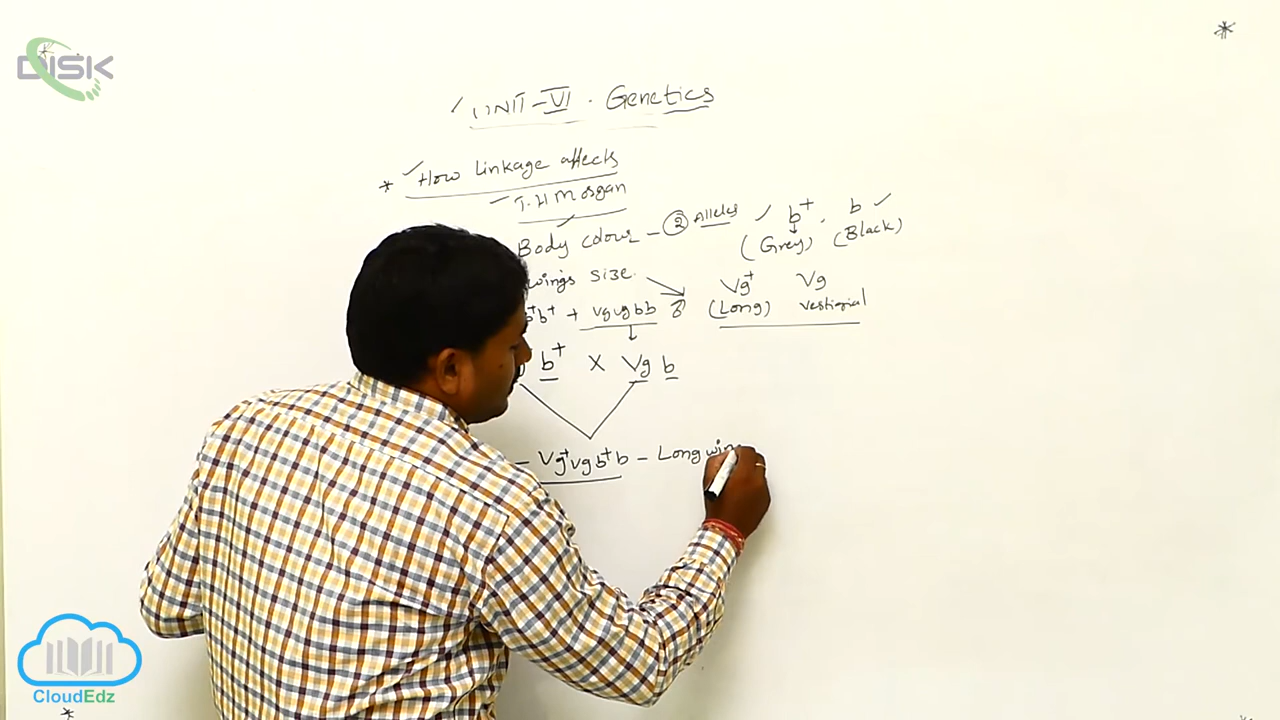 DISK
UNIT-VI. Genetics
* How linkage affects
T.H Morgan
Body colour - 2 Alleles b+ . b
(Grey) (Black)
wings size. Vg+ Vg
b+b+ + vgvgbb ♂ (Long) vestigial
b+ X Vg b
- Vg+vgb+b - Long win
CloudEdz